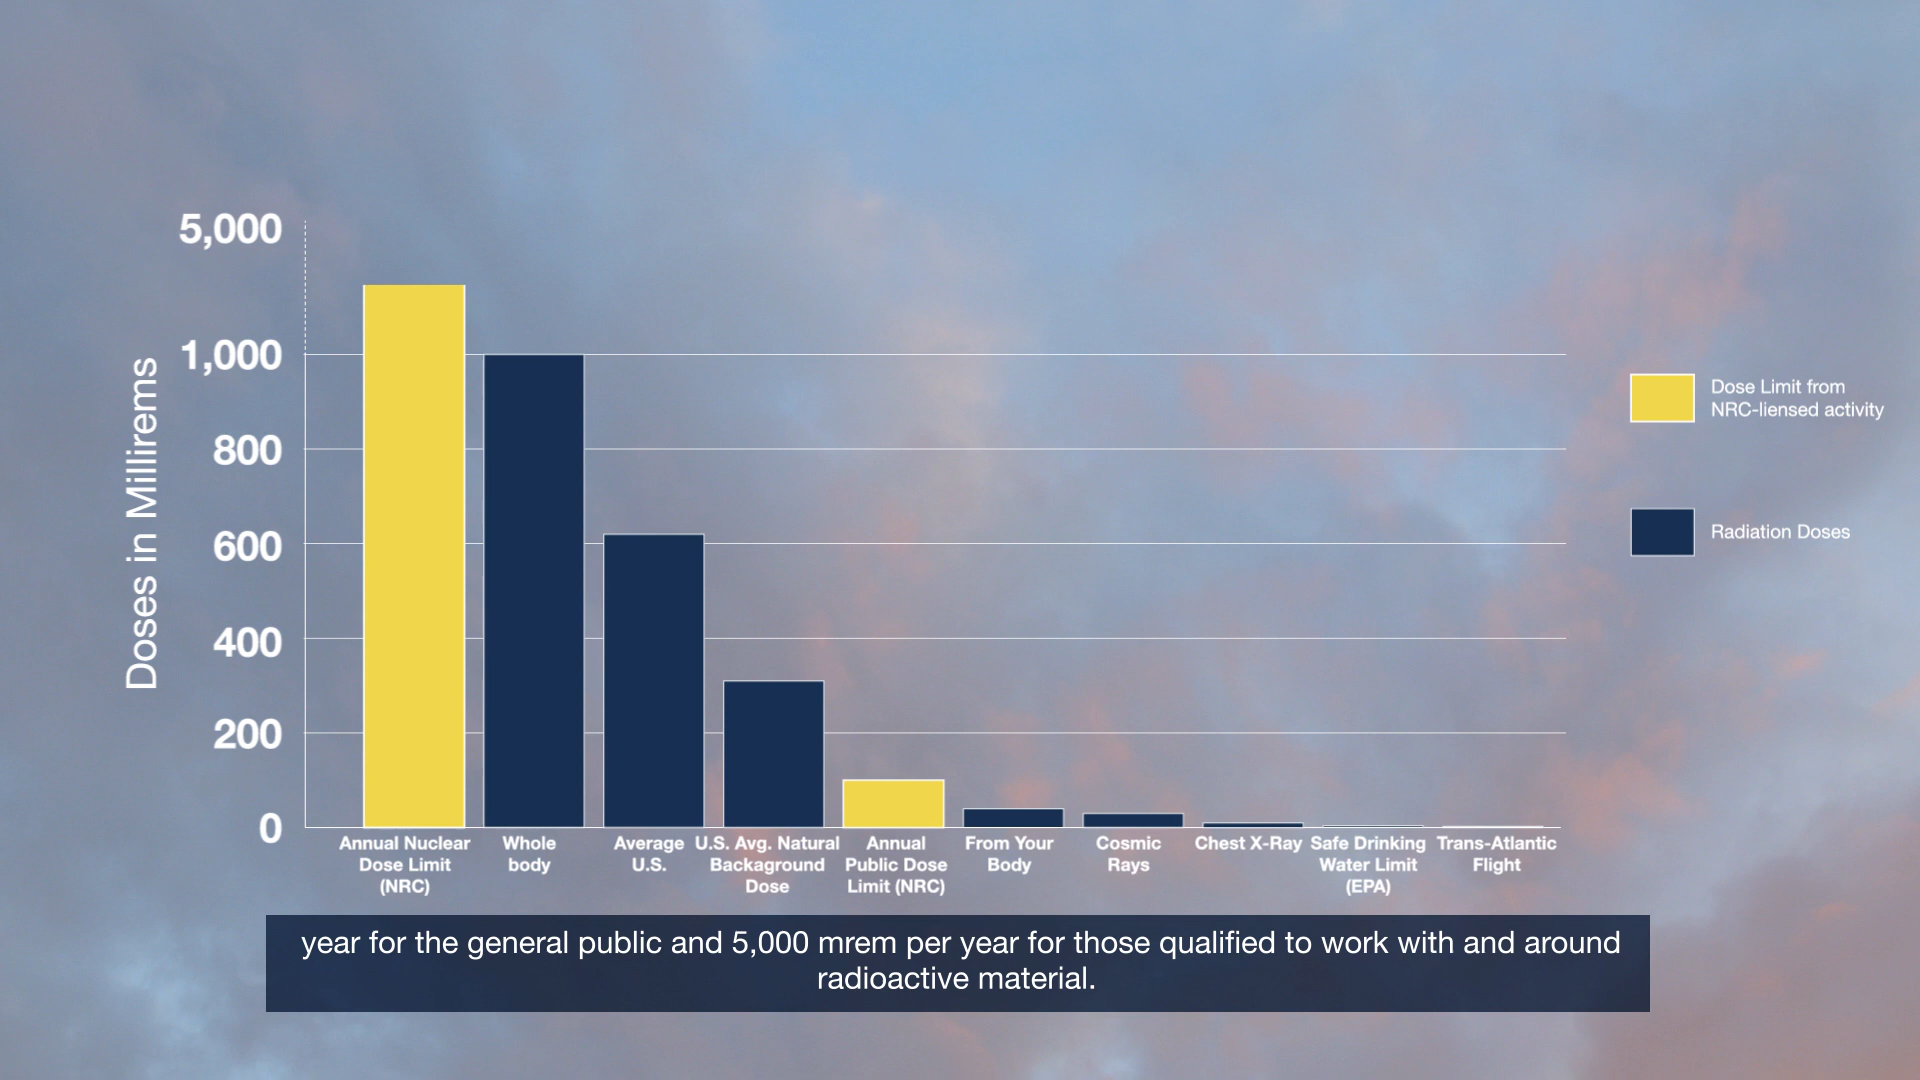 5,000
1,000
800
600
400
200
0
Doses in Millirems
Annual Nuclear
Dose Limit
(NRC)
Whole
body
Average
U.S.
U.S. Avg. Natural
Backaground
Dose
Annual
Public Dose
Limit (NRC)
From Your
Body
Cosmic
Rays
Chest X-Ray
Safe Drinking
Water Limit
(EPA)
Trans-Atlantic
Flight
Dose Limit from
NRC-liensed activity
Radiation Doses
year for the general public and 5,000 mrem per year for those qualified to work with and around
radioactive material.